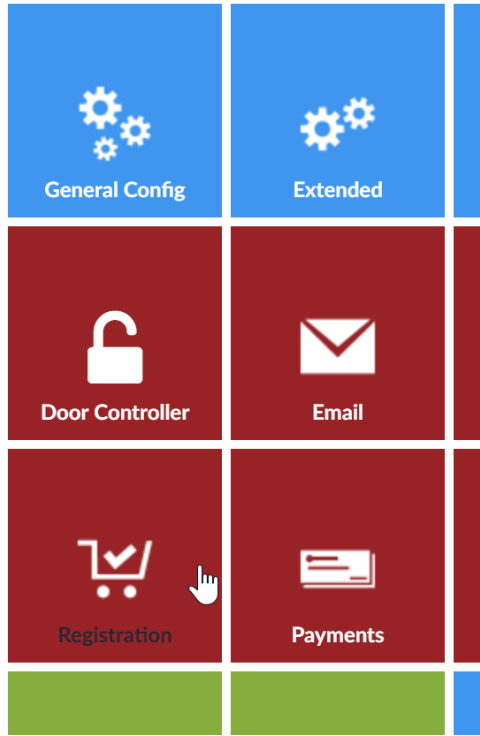 General Config
Extended
Door Controller
Email
Registration
Payments